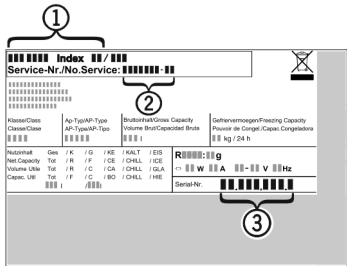 1
Index /
Service-Nr./No.Service: -
2
Klasse/Class Ap-Typ/AP-Type Bruttoinhalt/Gross Capacity Gefriervermoegen/Freezing Capacity
Classe/Clase AP-Type/AP-Tipo Volume Brut/Capacidad Bruta Pouvoir de Congel./Capac.Congeladora
l kg / 24 h
Nutzinhalt Ges / K / G / KE / KALT / EIS
Net.Capacity Tot / R / F / CE / CHILL / ICE
Volume Utile Tot / R / C / CA / CHILL / GLA
Capac. Util Tot / F / C / BO / CHILL / HIE
l / l
R : g
W A - V Hz
Serial-Nr. . . .
3